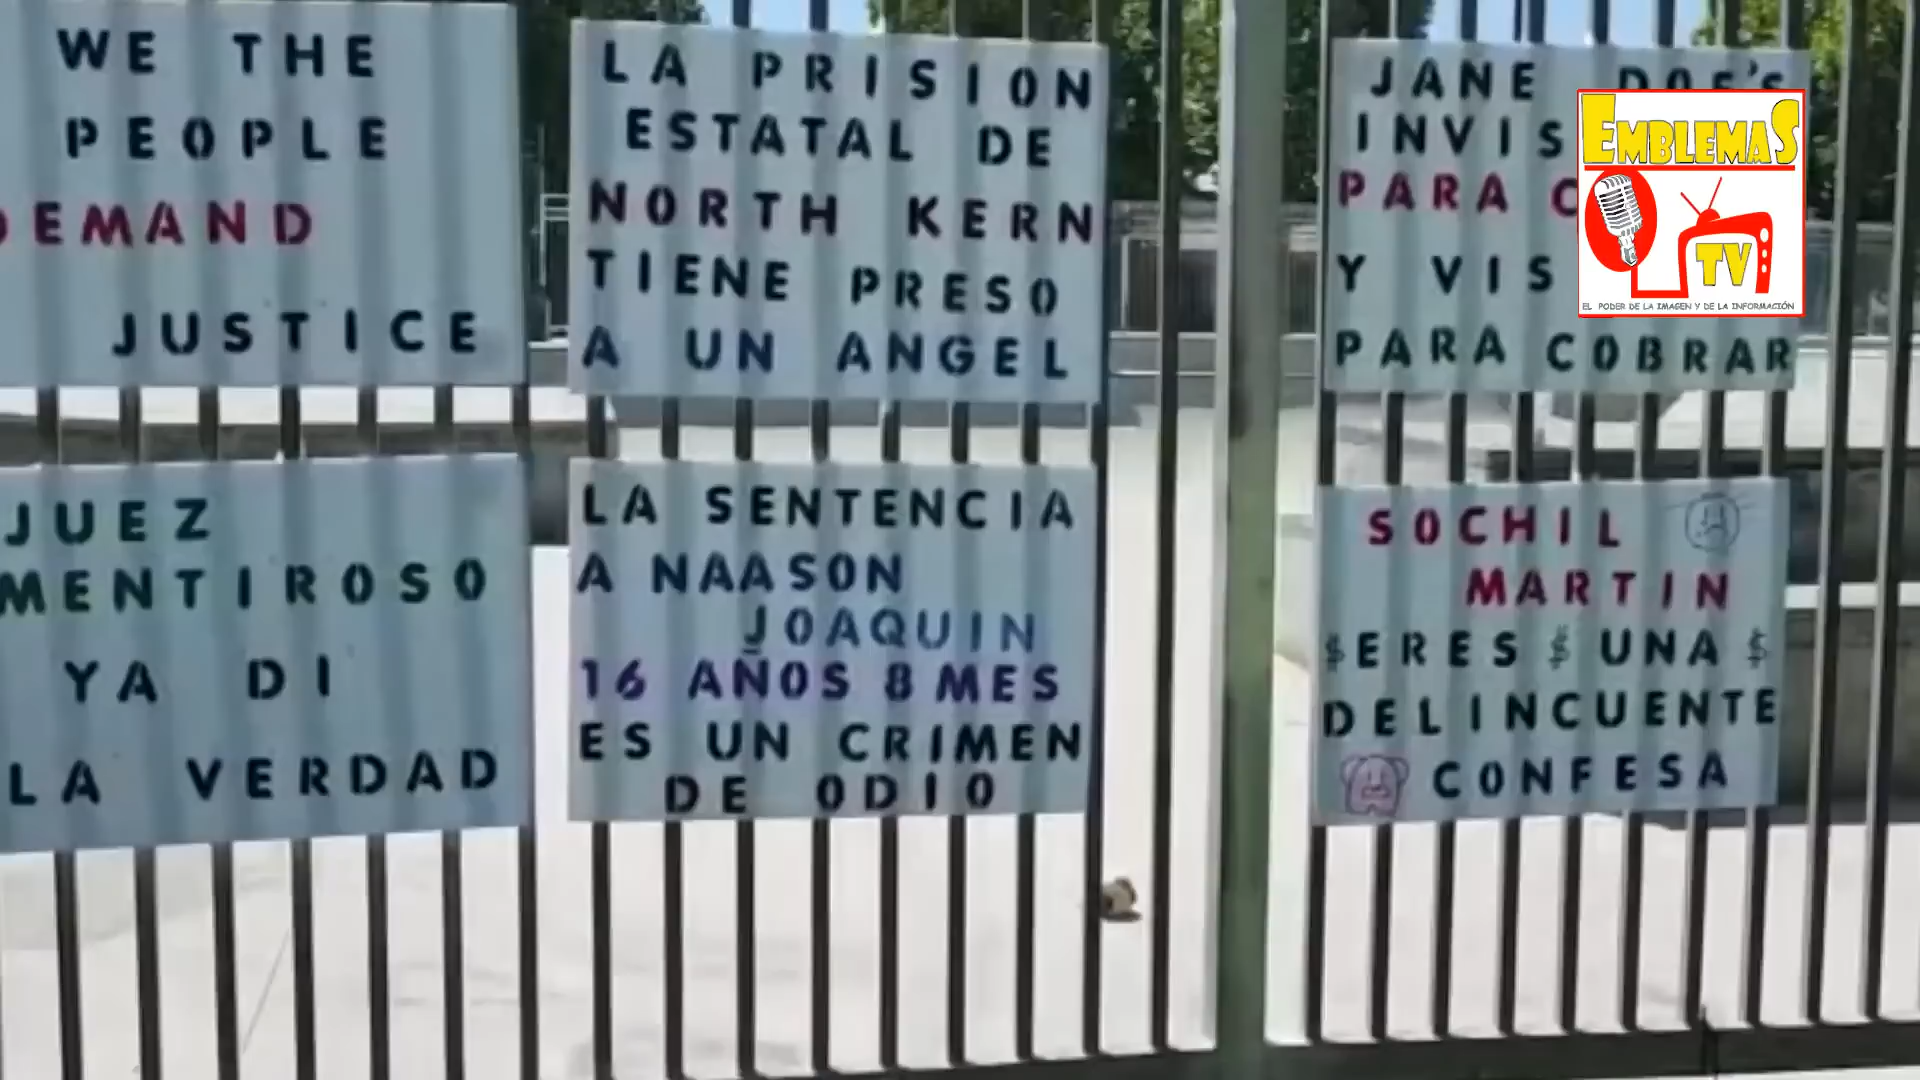 WE THE
PEOPLE
DEMAND
JUSTICE
LA PRISION
ESTATAL DE
NORTH KERN
TIENE PRESO
A UN ANGEL
JANE DOE'S
INVIS
PARA C
Y VIS
PARA COBRAR
EMBLEMAS
TV
EL PODER DE LA IMAGEN Y DE LA INFORMACIÓN
JUEZ
MENTIROSO
YA DI
LA VERDAD
LA SENTENCIA
A NAASON
JOAQUIN
16 AÑOS 8 MES
ES UN CRIMEN
DE ODIO
SOCHIL
MARTIN
$ERES $ UNA $
DELINCUENTE
CONFESA